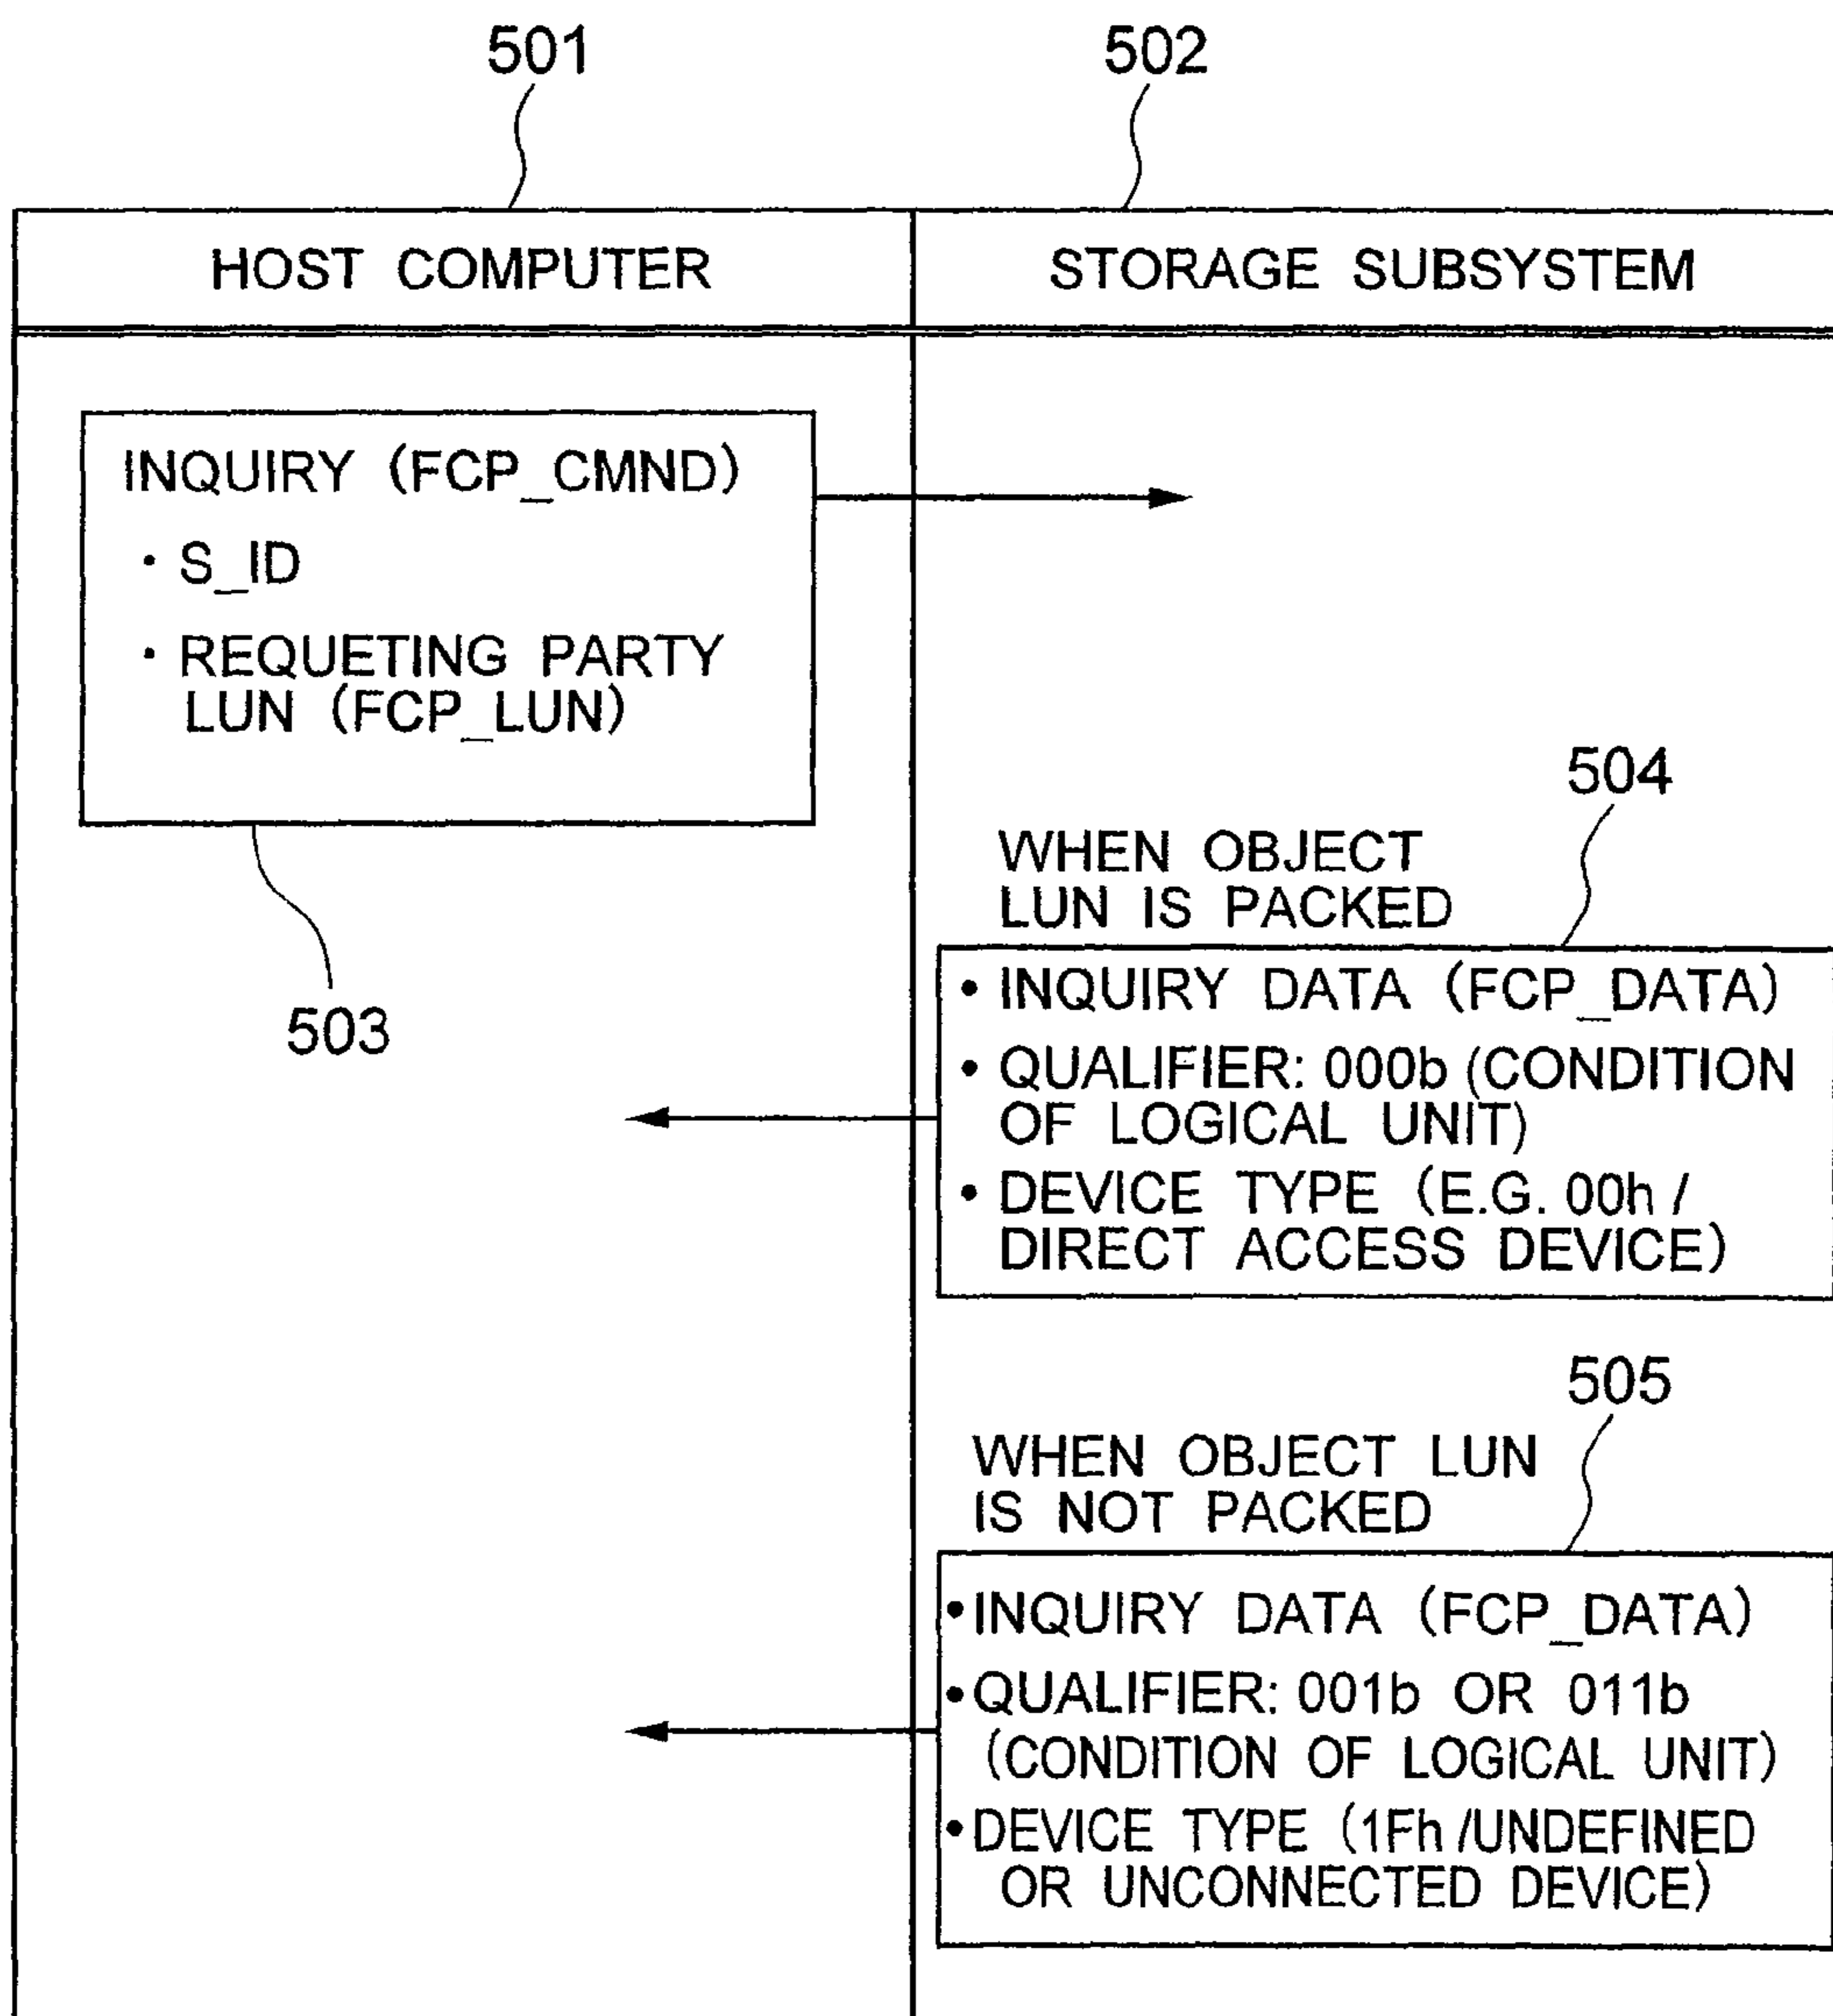 501
502
HOST COMPUTER
STORAGE SUBSYSTEM
INQUIRY (FCP_CMND)
· S_ID
· REQUETING PARTY
LUN (FCP_LUN)
503
504
WHEN OBJECT
LUN IS PACKED
• INQUIRY DATA (FCP_DATA)
• QUALIFIER: 000b (CONDITION
OF LOGICAL UNIT)
• DEVICE TYPE (E.G. 00h /
DIRECT ACCESS DEVICE)
505
WHEN OBJECT LUN
IS NOT PACKED
• INQUIRY DATA (FCP_DATA)
• QUALIFIER: 001b OR 011b
(CONDITION OF LOGICAL UNIT)
• DEVICE TYPE (1Fh /UNDEFINED
OR UNCONNECTED DEVICE)